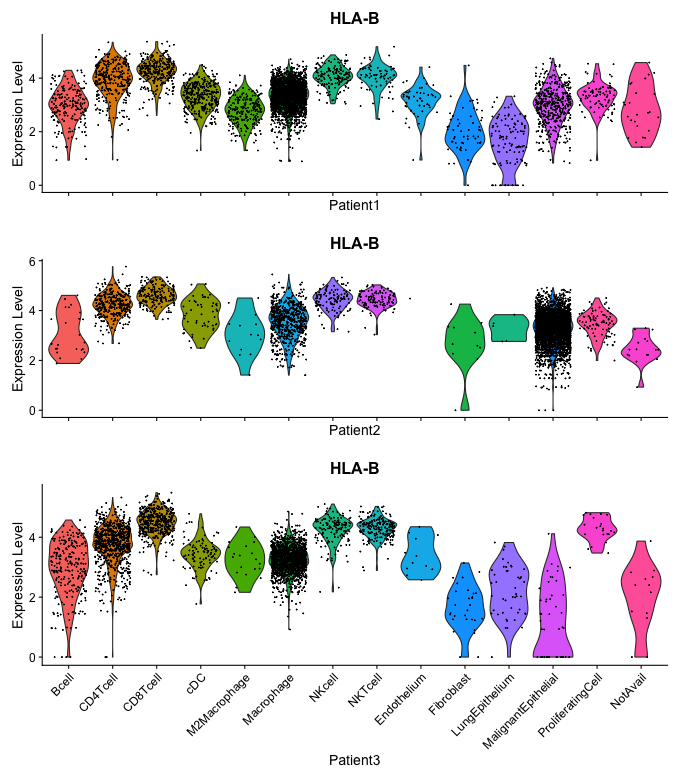 HLA-B
Expression Level
4
2
0
Patient1
HLA-B
Expression Level
6
4
2
0
Patient2
HLA-B
Expression Level
4
2
0
Bcell
CD4Tcell
CD8Tcell
cDC
M2Macrophage
Macrophage
NKcell
NKTcell
Endothelium
Fibroblast
LungEpithelium
MalignantEpithelial
ProliferatingCell
NotAvail
Patient3